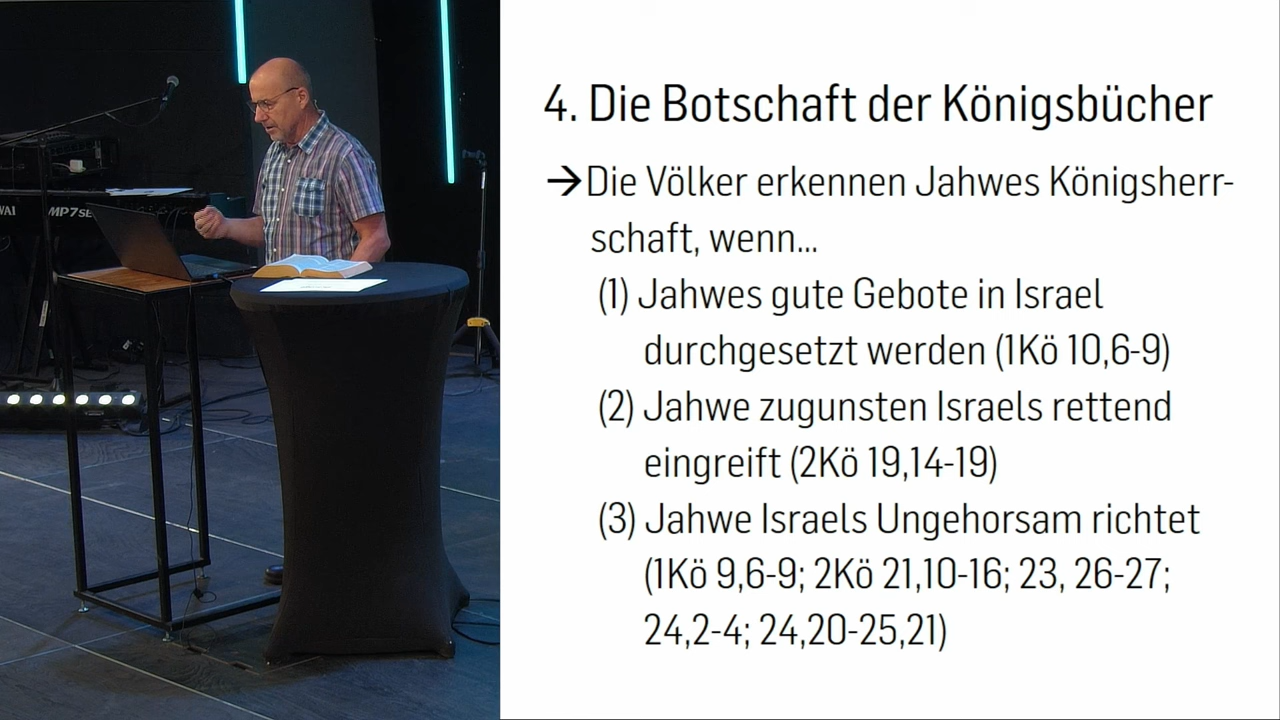 WAI MP7SE
4. Die Botschaft der Königsbücher
→Die Völker erkennen Jahwes Königsherr-
schaft, wenn...
(1) Jahwes gute Gebote in Israel
durchgesetzt werden (1Kö 10,6-9)
(2) Jahwe zugunsten Israels rettend
eingreift (2Kö 19,14-19)
(3) Jahwe Israels Ungehorsam richtet
(1Kö 9,6-9; 2Kö 21,10-16; 23, 26-27;
24,2-4; 24,20-25,21)